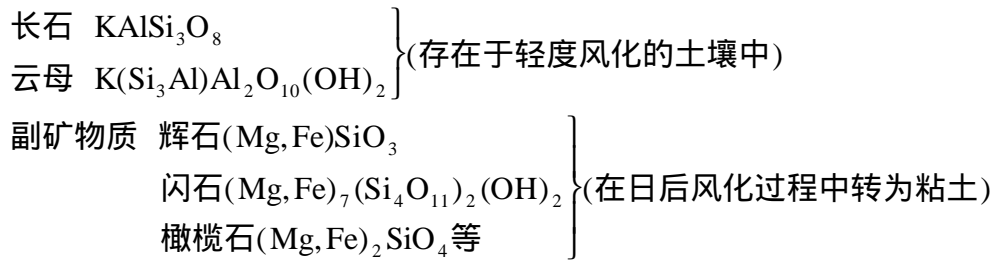 长石 KAlSi₃O₈
云母 K(Si₃Al)Al₂O₁₀(OH)₂
(存在于轻度风化的土壤中)
副矿物质 辉石(Mg,Fe)SiO₃
闪石(Mg,Fe)₇(Si₄O₁₁)₂(OH)₂
橄榄石(Mg,Fe)₂SiO₄等
(在日后风化过程中转为粘土)